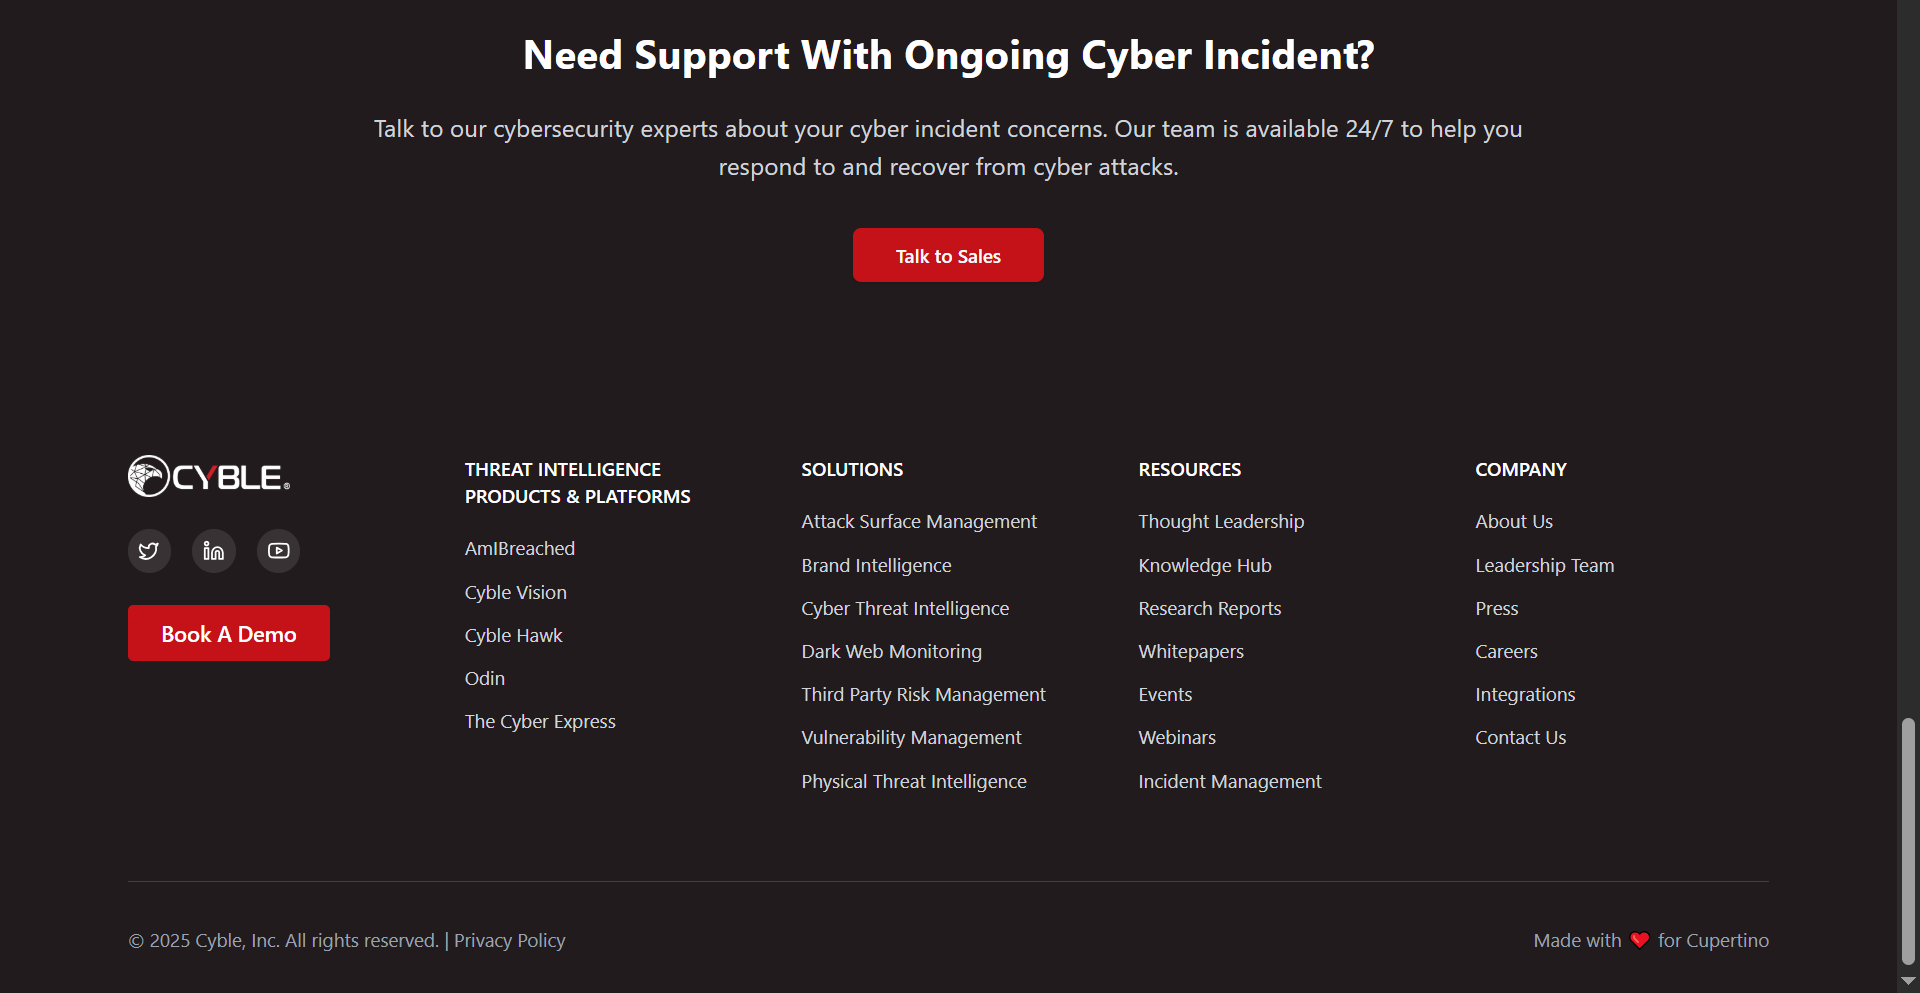 Need Support With Ongoing Cyber Incident?
Talk to our cybersecurity experts about your cyber incident concerns. Our team is available 24/7 to help you
respond to and recover from cyber attacks.
Talk to Sales
CYBLE®
Book A Demo
THREAT INTELLIGENCE
PRODUCTS & PLATFORMS
AmIBreached
Cyble Vision
Cyble Hawk
Odin
The Cyber Express
SOLUTIONS
Attack Surface Management
Brand Intelligence
Cyber Threat Intelligence
Dark Web Monitoring
Third Party Risk Management
Vulnerability Management
Physical Threat Intelligence
RESOURCES
Thought Leadership
Knowledge Hub
Research Reports
Whitepapers
Events
Webinars
Incident Management
COMPANY
About Us
Leadership Team
Press
Careers
Integrations
Contact Us
© 2025 Cyble, Inc. All rights reserved. | Privacy Policy
Made with ❤️ for Cupertino